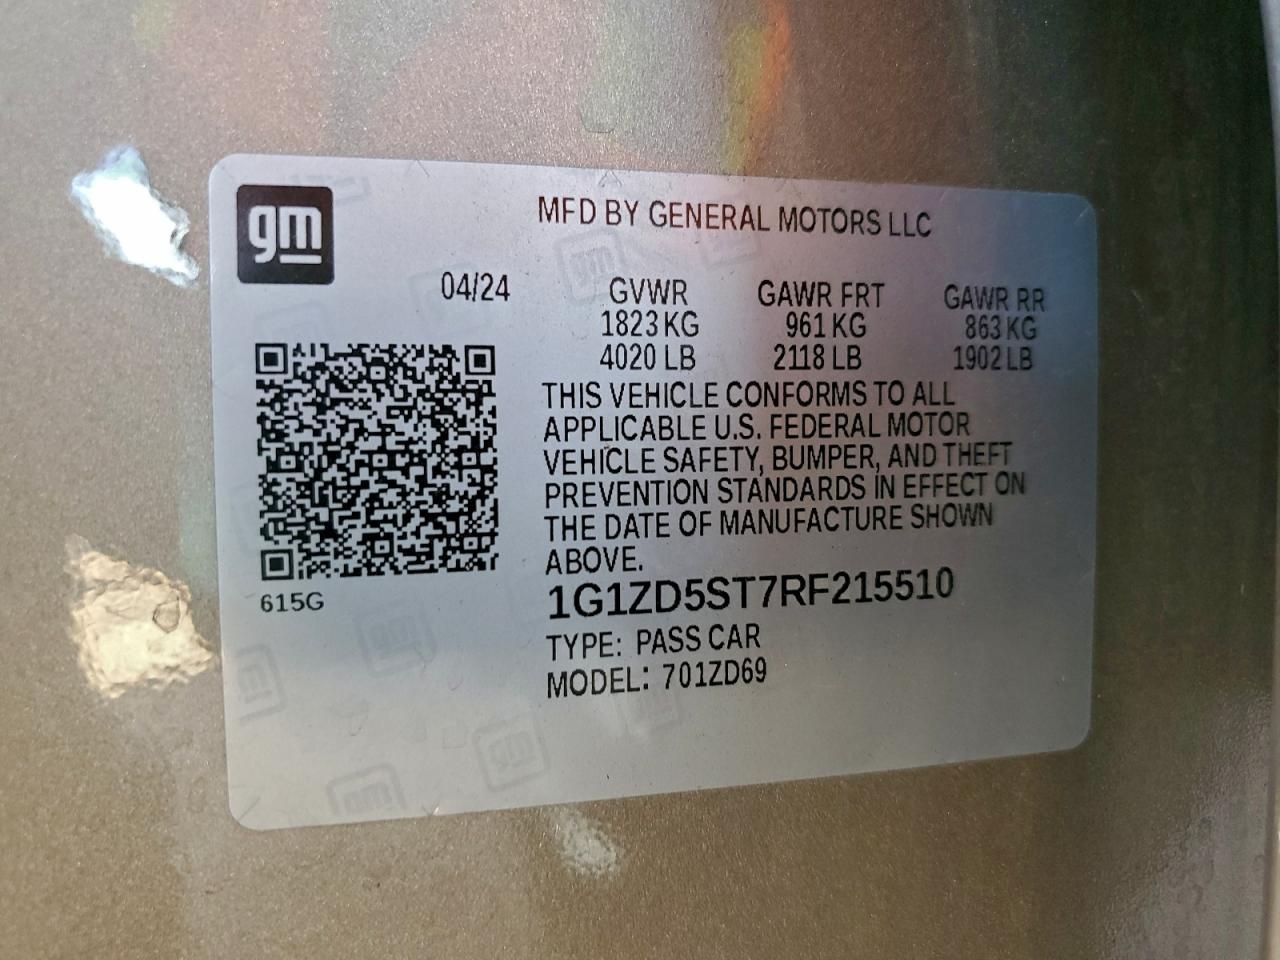 gm
MFD BY GENERAL MOTORS LLC
04/24 GVWR GAWR FRT GAWR RR
1823 KG 961 KG 863 KG
4020 LB 2118 LB 1902 LB
THIS VEHICLE CONFORMS TO ALL
APPLICABLE U.S. FEDERAL MOTOR
VEHICLE SAFETY, BUMPER, AND THEFT
PREVENTION STANDARDS IN EFFECT ON
THE DATE OF MANUFACTURE SHOWN
ABOVE.
615G
1G1ZD5ST7RF215510
TYPE: PASS CAR
MODEL: 701ZD69